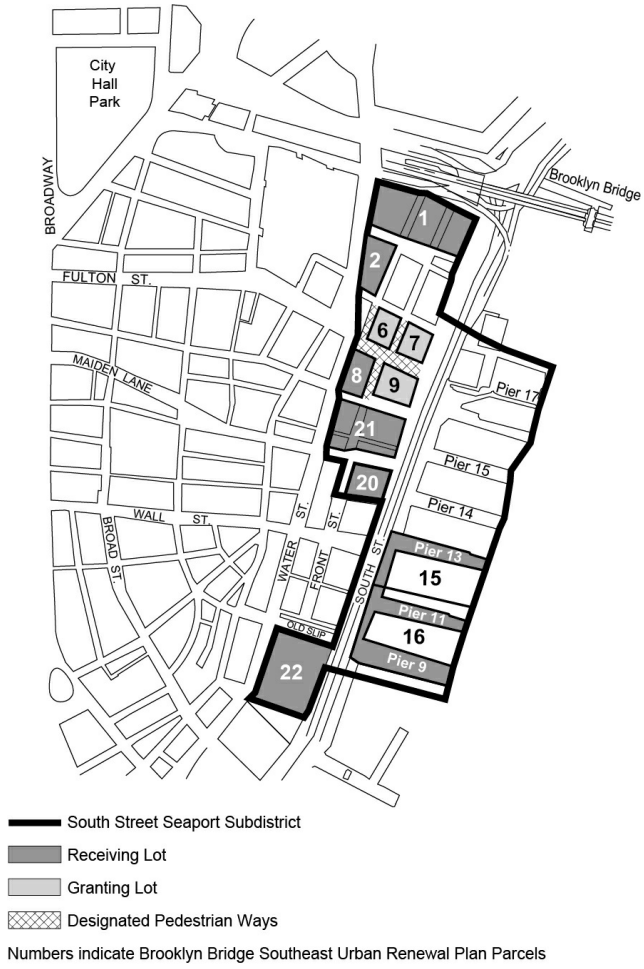 City
Hall
Park
BROADWAY
Brooklyn Bridge
1
2
FULTON ST.
6
7
MAIDEN LANE
8
9
Pier 17
21
Pier 15
20
WALL ST.
Pier 14
BROAD ST.
WATER ST.
FRONT ST.
SOUTH ST.
Pier 13
15
Pier 11
16
OLD SLIP
Pier 9
22
South Street Seaport Subdistrict
Receiving Lot
Granting Lot
Designated Pedestrian Ways
Numbers indicate Brooklyn Bridge Southeast Urban Renewal Plan Parcels